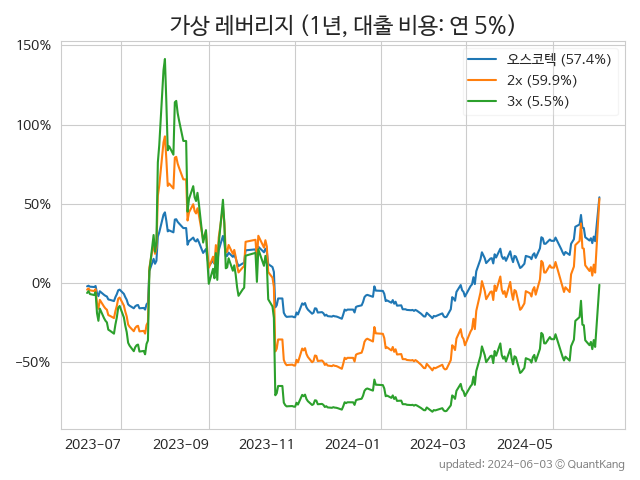 가상 레버리지 (1년, 대출 비용: 연 5%)
150%
100%
50%
0%
−50%
오스코텍 (57.4%)
2x (59.9%)
3x (5.5%)
2023-07 2023-09 2023-11 2024-01 2024-03 2024-05
updated: 2024-06-03 © QuantKang